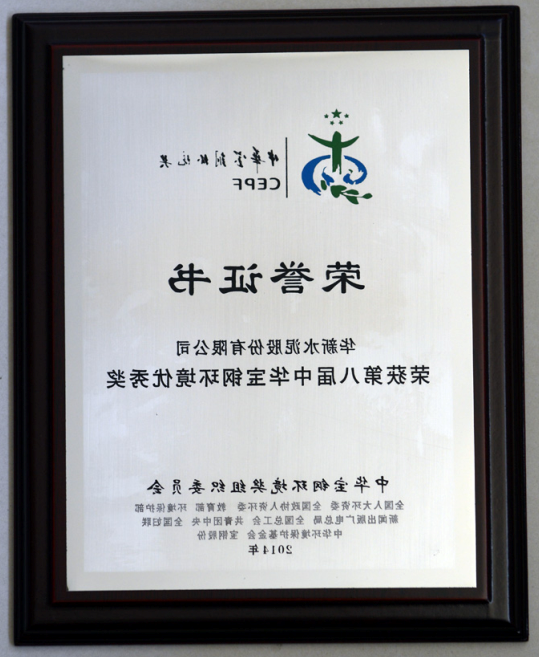 中华宝钢环境奖
CEPF
荣誉证书
华新水泥股份有限公司
荣获第八届中华宝钢环境优秀奖
中华宝钢环境奖组织委员会
全国人大环资委 全国政协人资环委 教育部 环境保护部
新闻出版广电总局 全国总工会 共青团中央 全国妇联
中华环境保护基金会 宝钢股份
2014年